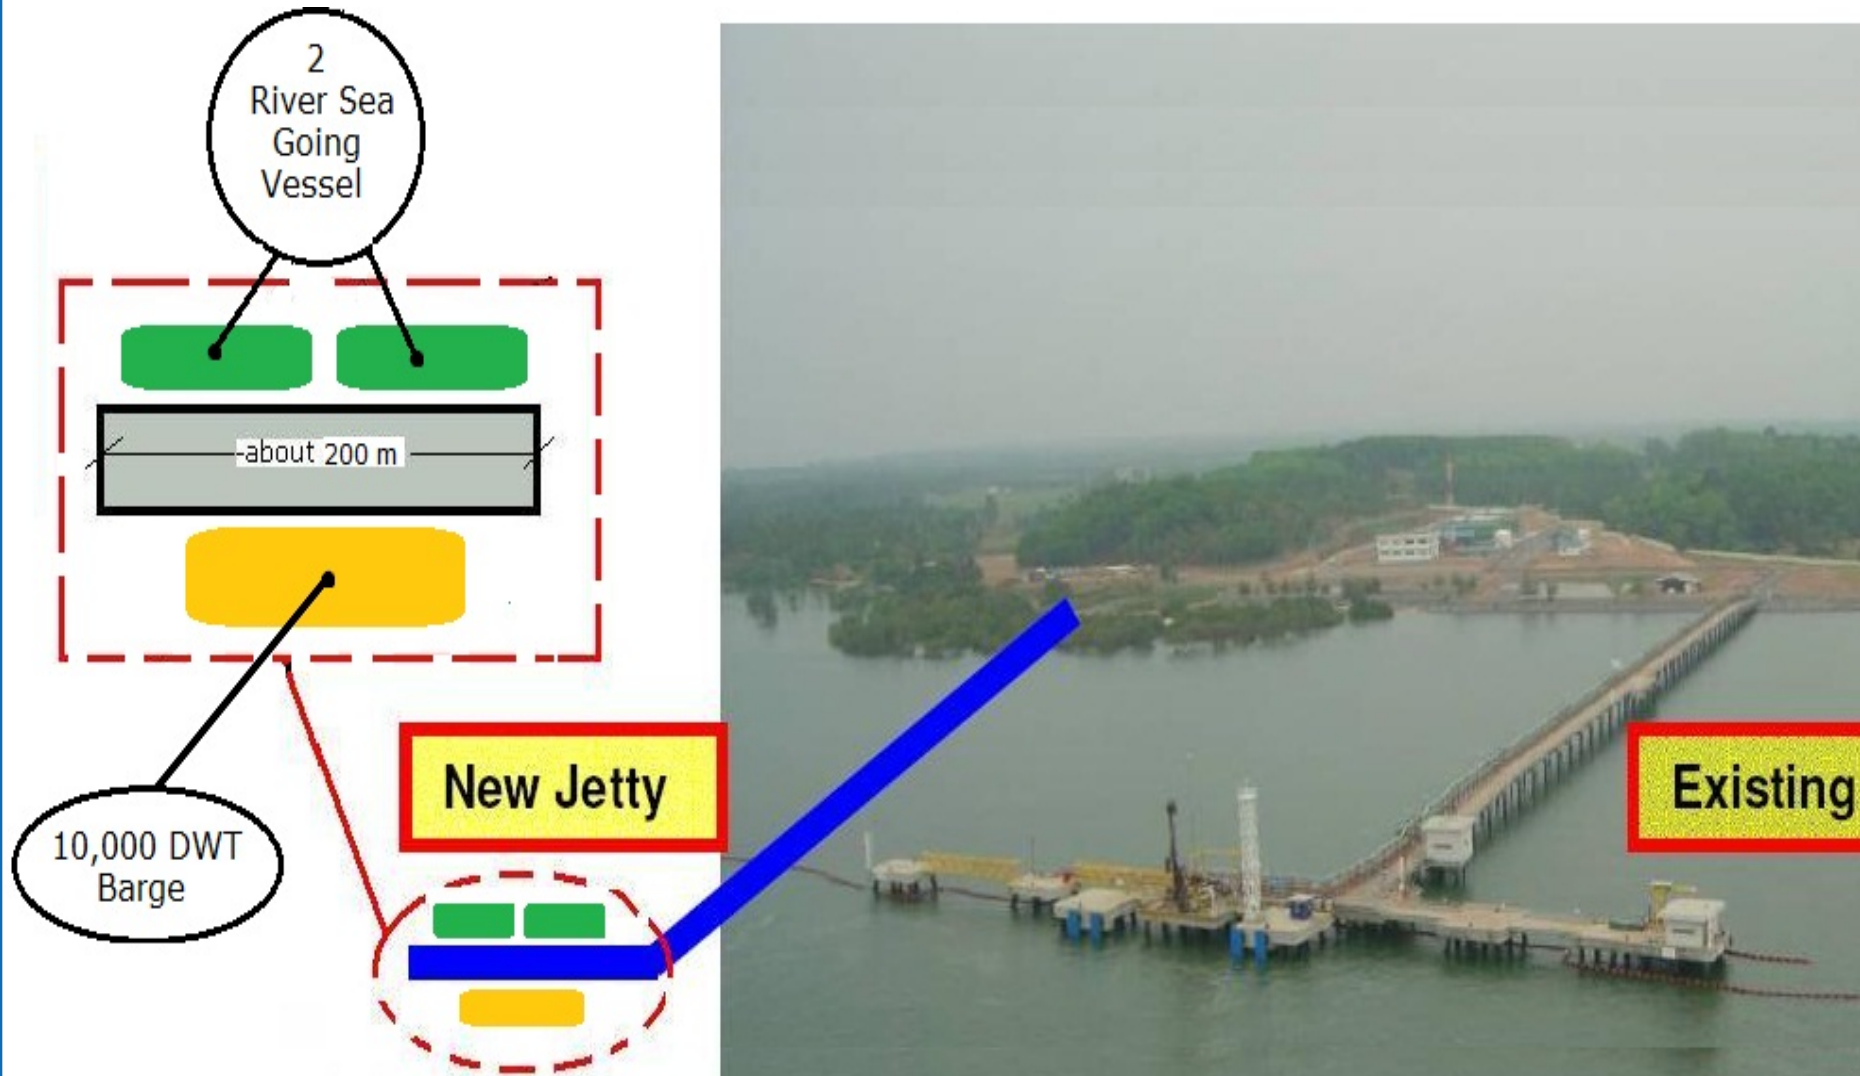 2
River Sea
Going
Vessel
about 200 m
10,000 DWT
Barge
New Jetty
Existing